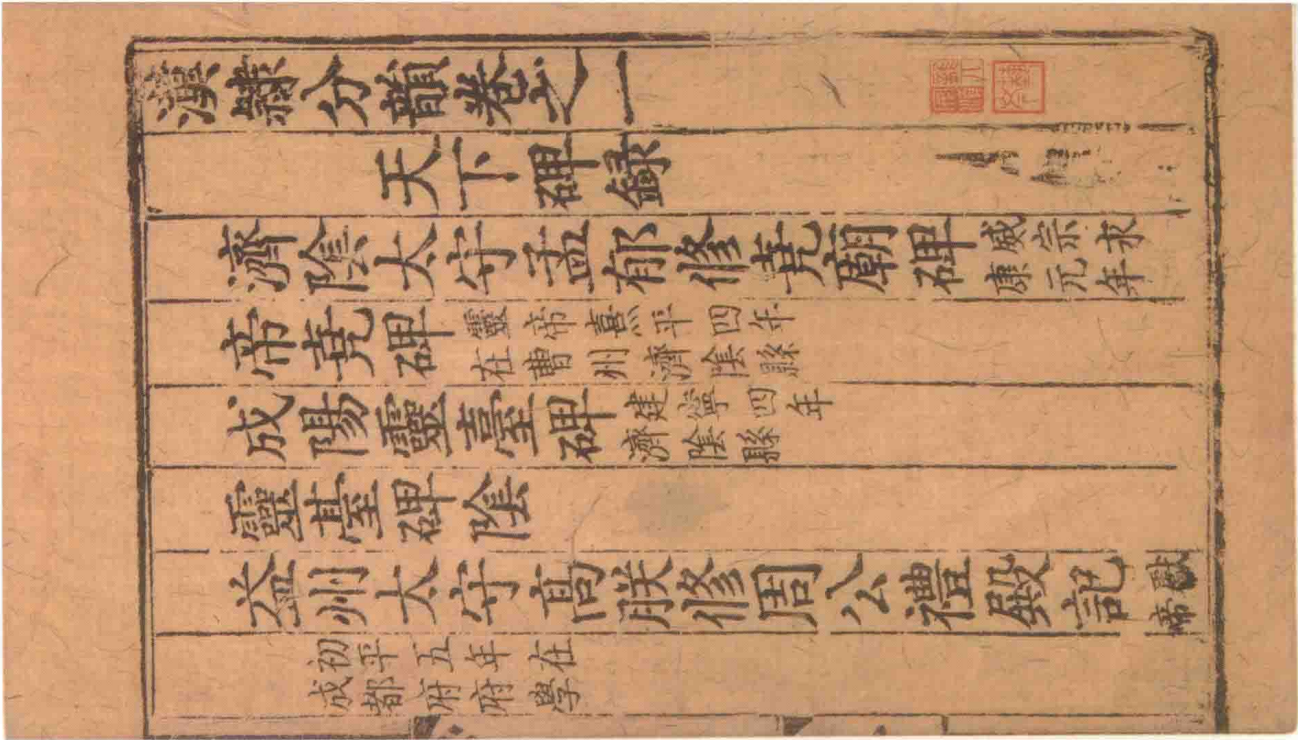 漢隸分韻卷之一
天下碑録
濟陰太守孟郁修堯廟碑 威宗永康元年
帝堯碑 靈帝熹平四年在曹州濟陰縣
成陽靈臺碑 建寧四年濟陰縣
靈臺碑陰
益州太守髙朕修周公禮殿記 獻帝
初平五年在成都府府學